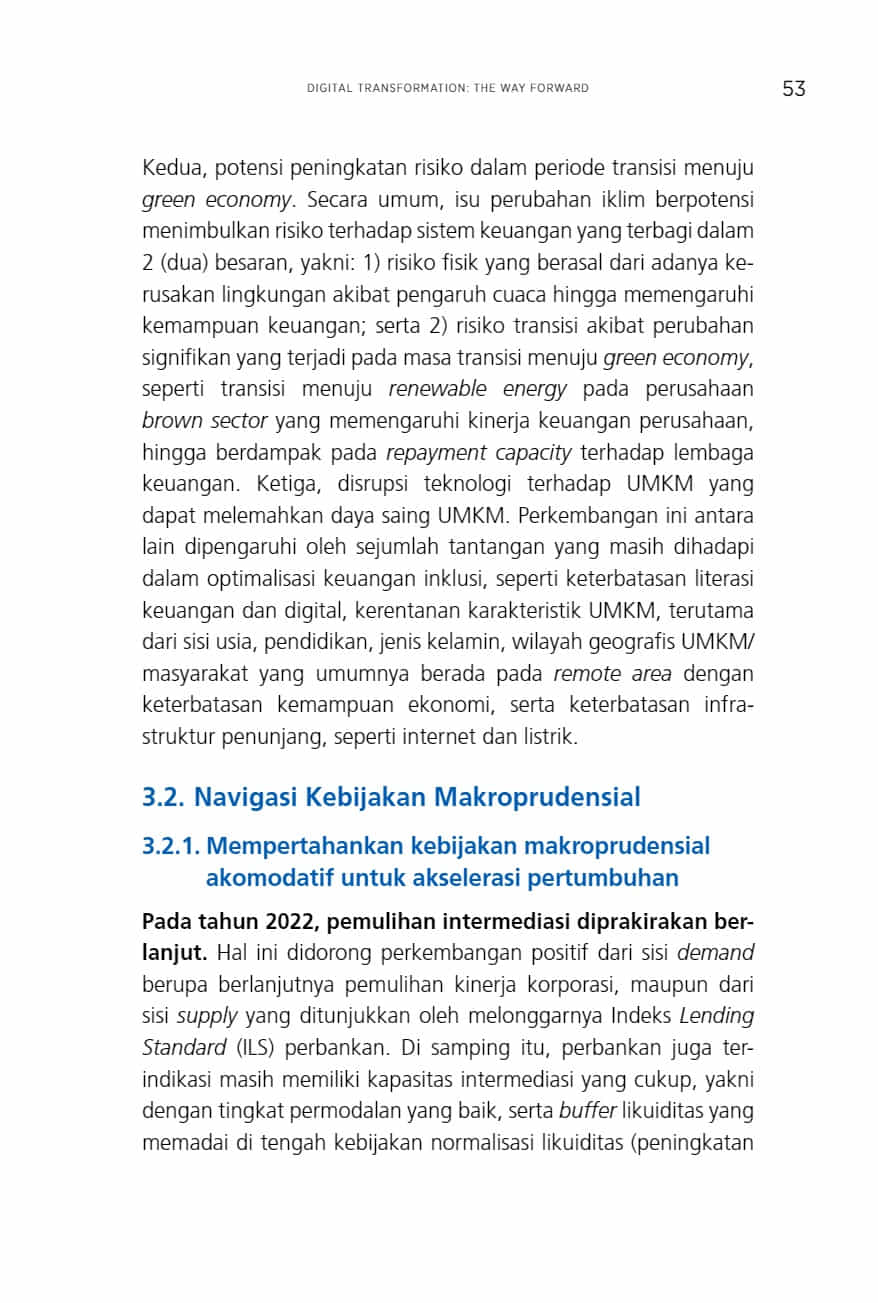 DIGITAL TRANSFORMATION: THE WAY FORWARD
53
Kedua, potensi peningkatan risiko dalam periode transisi menuju
green economy. Secara umum, isu perubahan iklim berpotensi
menimbulkan risiko terhadap sistem keuangan yang terbagi dalam
2 (dua) besaran, yakni: 1) risiko fisik yang berasal dari adanya ke-
rusakan lingkungan akibat pengaruh cuaca hingga memengaruhi
kemampuan keuangan; serta 2) risiko transisi akibat perubahan
signifikan yang terjadi pada masa transisi menuju green economy,
seperti transisi menuju renewable energy pada perusahaan
brown sector yang memengaruhi kinerja keuangan perusahaan,
hingga berdampak pada repayment capacity terhadap lembaga
keuangan. Ketiga, disrupsi teknologi terhadap UMKM yang
dapat melemahkan daya saing UMKM. Perkembangan ini antara
lain dipengaruhi oleh sejumlah tantangan yang masih dihadapi
dalam optimalisasi keuangan inklusi, seperti keterbatasan literasi
keuangan dan digital, kerentanan karakteristik UMKM, terutama
dari sisi usia, pendidikan, jenis kelamin, wilayah geografis UMKM/
masyarakat yang umumnya berada pada remote area dengan
keterbatasan kemampuan ekonomi, serta keterbatasan infra-
struktur penunjang, seperti internet dan listrik.
3.2. Navigasi Kebijakan Makroprudensial
3.2.1. Mempertahankan kebijakan makroprudensial
akomodatif untuk akselerasi pertumbuhan
Pada tahun 2022, pemulihan intermediasi diprakirakan ber-
lanjut. Hal ini didorong perkembangan positif dari sisi demand
berupa berlanjutnya pemulihan kinerja korporasi, maupun dari
sisi supply yang ditunjukkan oleh melonggarnya Indeks Lending
Standard (ILS) perbankan. Di samping itu, perbankan juga ter-
indikasi masih memiliki kapasitas intermediasi yang cukup, yakni
dengan tingkat permodalan yang baik, serta buffer likuiditas yang
memadai di tengah kebijakan normalisasi likuiditas (peningkatan